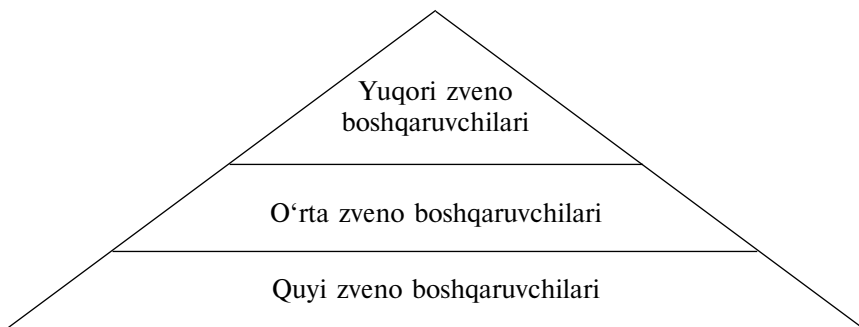 Yuqori zveno
boshqaruvchilari
O‘rta zveno boshqaruvchilari
Quyi zveno boshqaruvchilari